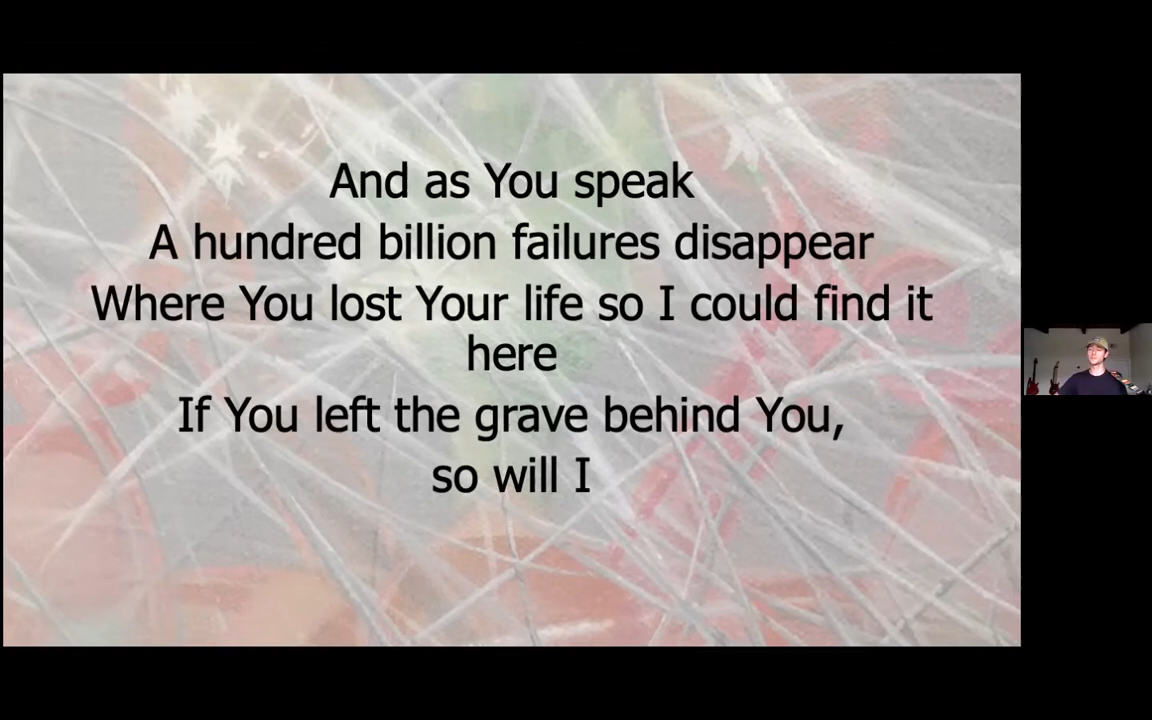 And as You speak
A hundred billion failures disappear
Where You lost Your life so I could find it
here
If You left the grave behind You,
so will I